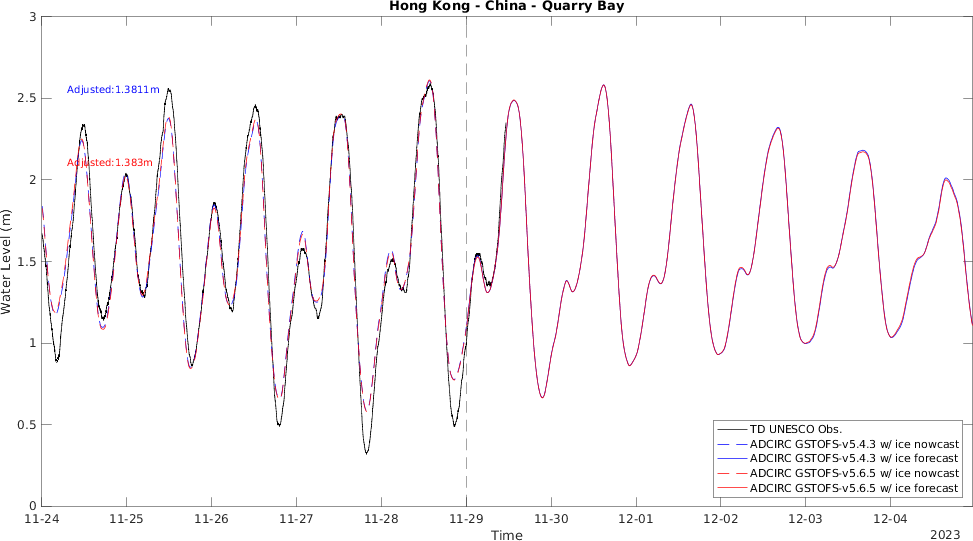 Hong Kong - China - Quarry Bay
3
2.5
2
1.5
1
0.5
0
Water Level (m)
Adjusted:1.3811m
Adjusted:1.383m
TD UNESCO Obs.
ADCIRC GSTOFS-v5.4.3 w/ ice nowcast
ADCIRC GSTOFS-v5.4.3 w/ ice forecast
ADCIRC GSTOFS-v5.6.5 w/ ice nowcast
ADCIRC GSTOFS-v5.6.5 w/ ice forecast
11-24 11-25 11-26 11-27 11-28 11-29 11-30 12-01 12-02 12-03 12-04
Time
2023